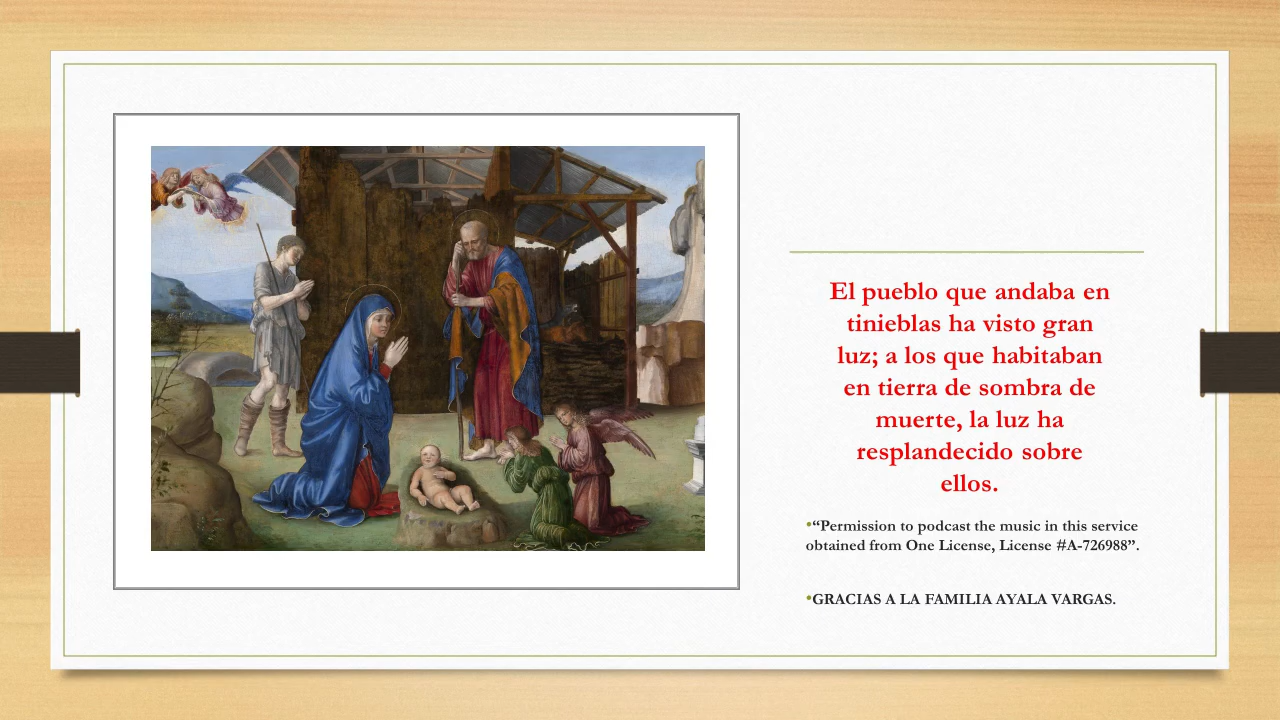 El pueblo que andaba en
tinieblas ha visto gran
luz; a los que habitaban
en tierra de sombra de
muerte, la luz ha
resplandecido sobre
ellos.
•“Permission to podcast the music in this service
obtained from One License, License #A-726988”.
•GRACIAS A LA FAMILIA AYALA VARGAS.